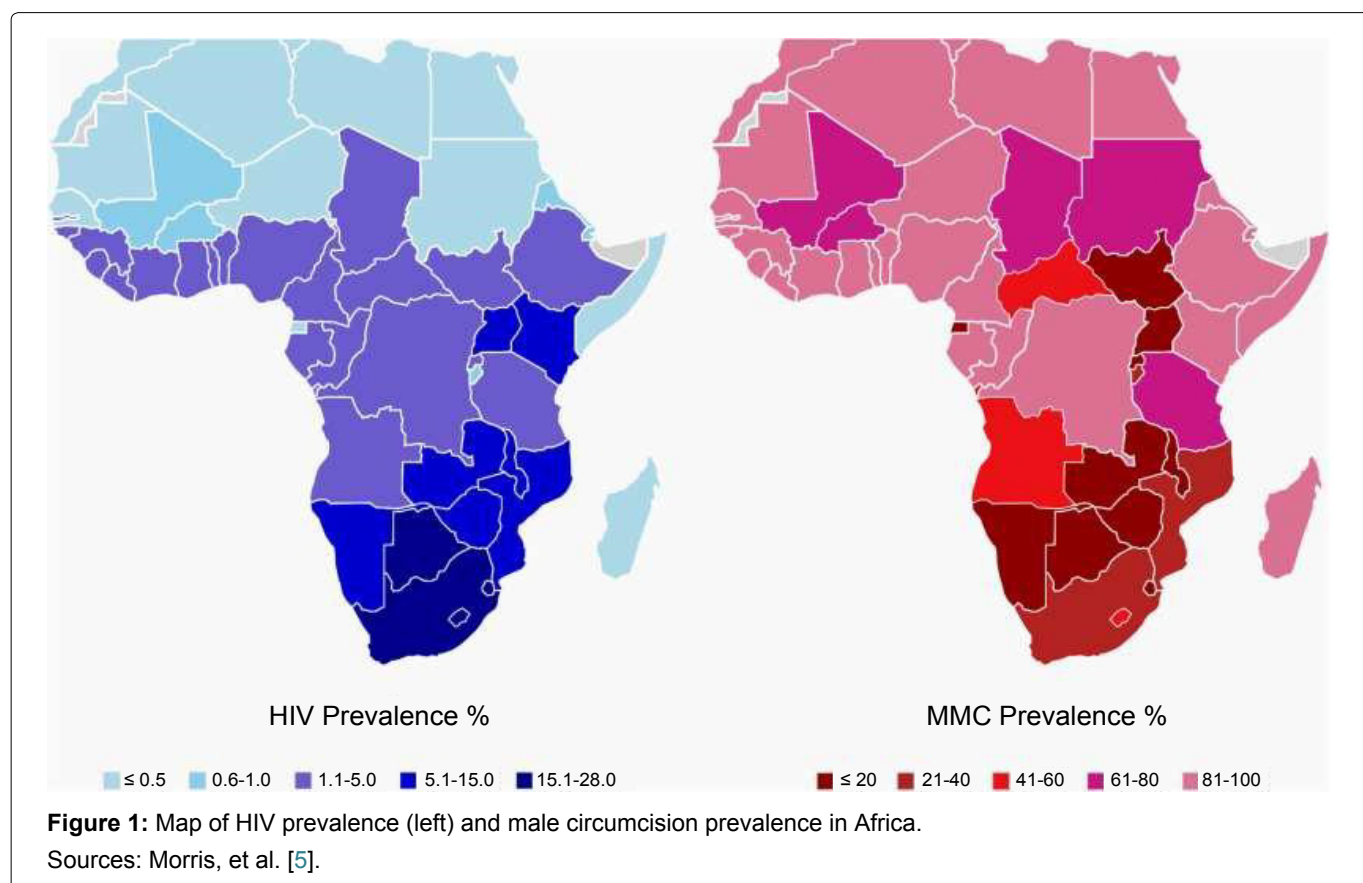 HIV Prevalence %
MMC Prevalence %
≤ 0.5 0.6-1.0 1.1-5.0 5.1-15.0 15.1-28.0
≤ 20 21-40 41-60 61-80 81-100
Figure 1: Map of HIV prevalence (left) and male circumcision prevalence in Africa.
Sources: Morris, et al. [5].